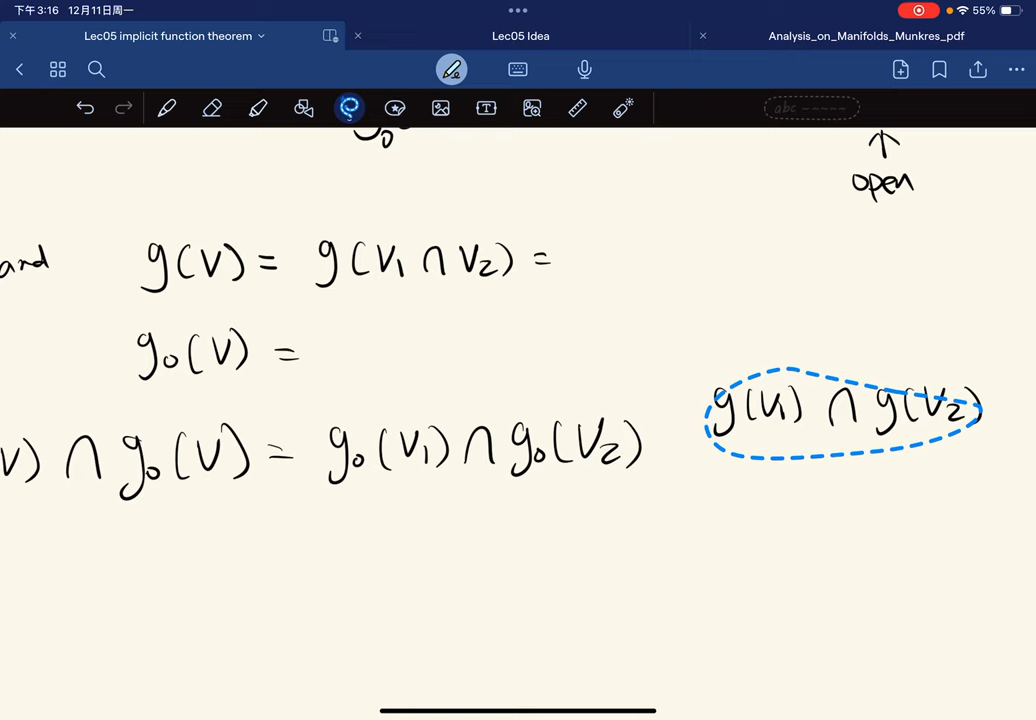 下午3:16 12月11日周一
55%
Lec05 implicit function theorem
Lec05 Idea
Analysis_on_Manifolds_Munkres_pdf
abc
open
and g(V) = g(V₁ ∩ V₂) =
g₀(V) =
g(V₁) ∩ g(V₂)
V) ∩ g₀(V) = g₀(V₁) ∩ g₀(V₂)